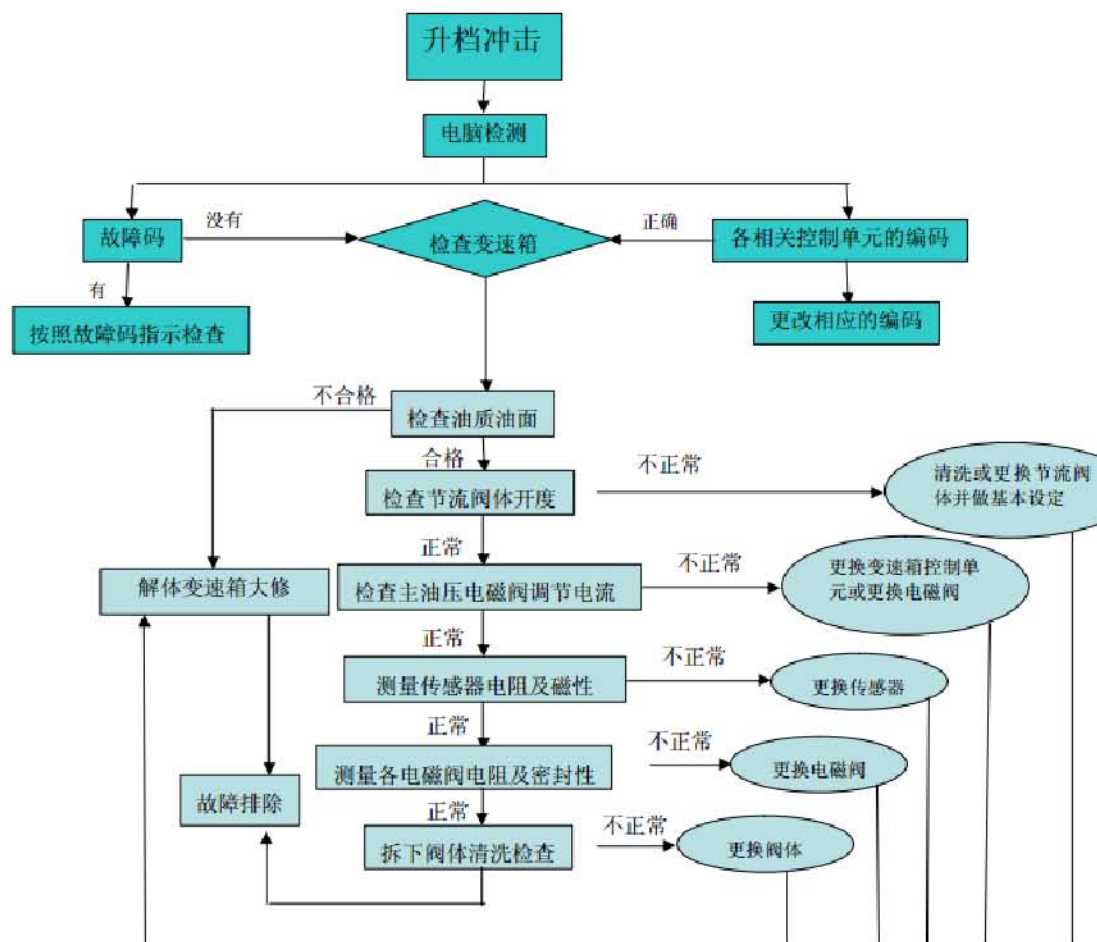 升档冲击
电脑检测
故障码
没有
检查变速箱
正确
各相关控制单元的编码
有
按照故障码指示检查
更改相应的编码
不合格
检查油质油面
合格
不正常
清洗或更换节流阀
体并做基本设定
检查节流阀体开度
正常
不正常
更换变速箱控制单
元或更换电磁阀
解体变速箱大修
检查主油压电磁阀调节电流
正常
不正常
测量传感器电阻及磁性
更换传感器
正常
不正常
测量各电磁阀电阻及密封性
更换电磁阀
故障排除
正常
不正常
拆下阀体清洗检查
更换阀体